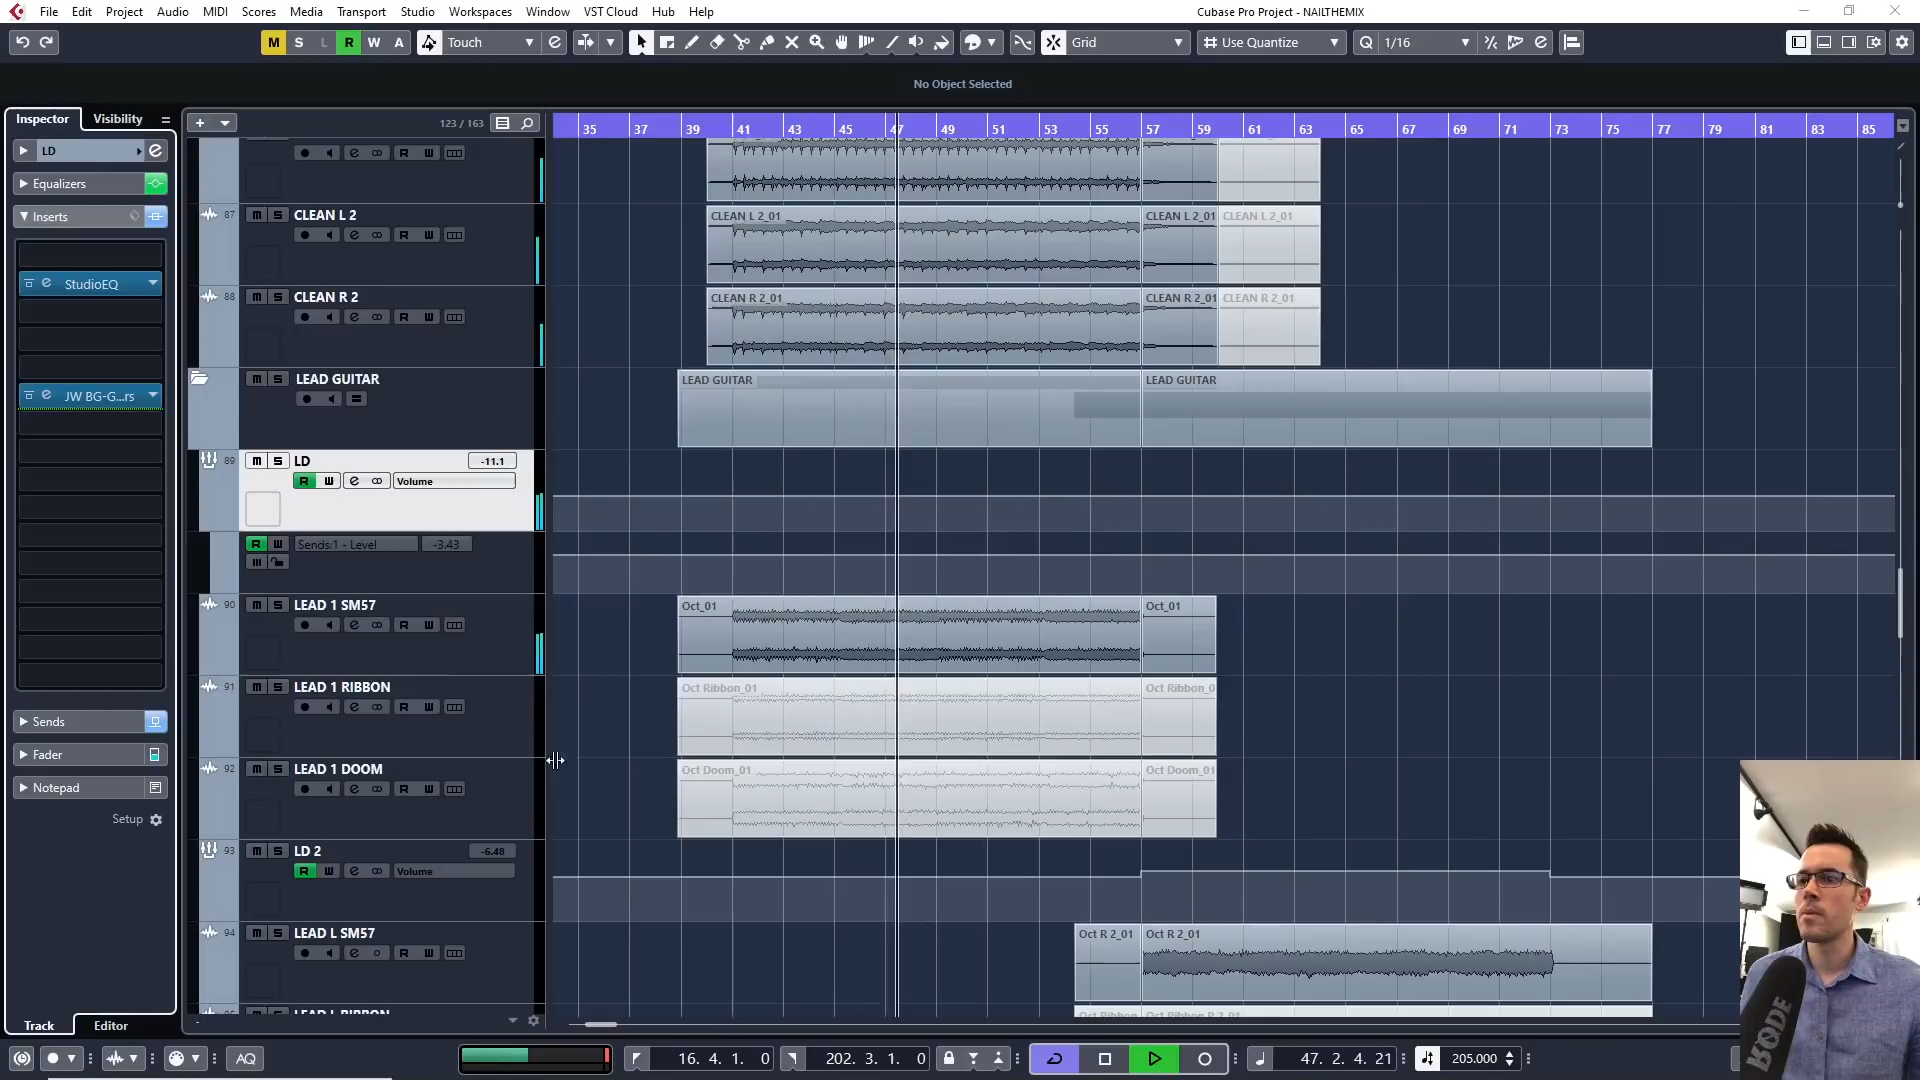 File Edit Project Audio MIDI Scores Media Transport Studio Workspaces Window VST Cloud Hub Help
Cubase Pro Project - NAILTHEMIX
M S L R W A Touch Grid Use Quantize Q 1/16
No Object Selected
Inspector Visibility
123 / 163
35 37 39 41 43 45 47 49 51 53 55 57 59 61 63 65 67 69 71 73 75 77 79 81 83 85
LD
Equalizers
Inserts
StudioEQ
JW BG-G...rs
Sends
Fader
Notepad
Setup
Track Editor
87 CLEAN L 2
CLEAN L 2_01 CLEAN L 2_01 CLEAN L 2_01
88 CLEAN R 2
CLEAN R 2_01 CLEAN R 2_01 CLEAN R 2_01
LEAD GUITAR
LEAD GUITAR LEAD GUITAR
89 LD -11.1
Volume
Sends:1 - Level -3.43
90 LEAD 1 SM57
Oct_01 Oct_01
91 LEAD 1 RIBBON
Oct Ribbon_01 Oct Ribbon_0
92 LEAD 1 DOOM
Oct Doom_01 Oct Doom_01
93 LD 2 -6.48
Volume
94 LEAD L SM57
Oct R 2_01 Oct R 2_01
AQ 16. 4. 1. 0 202. 3. 1. 0 47. 2. 4. 21 205.000
RODE